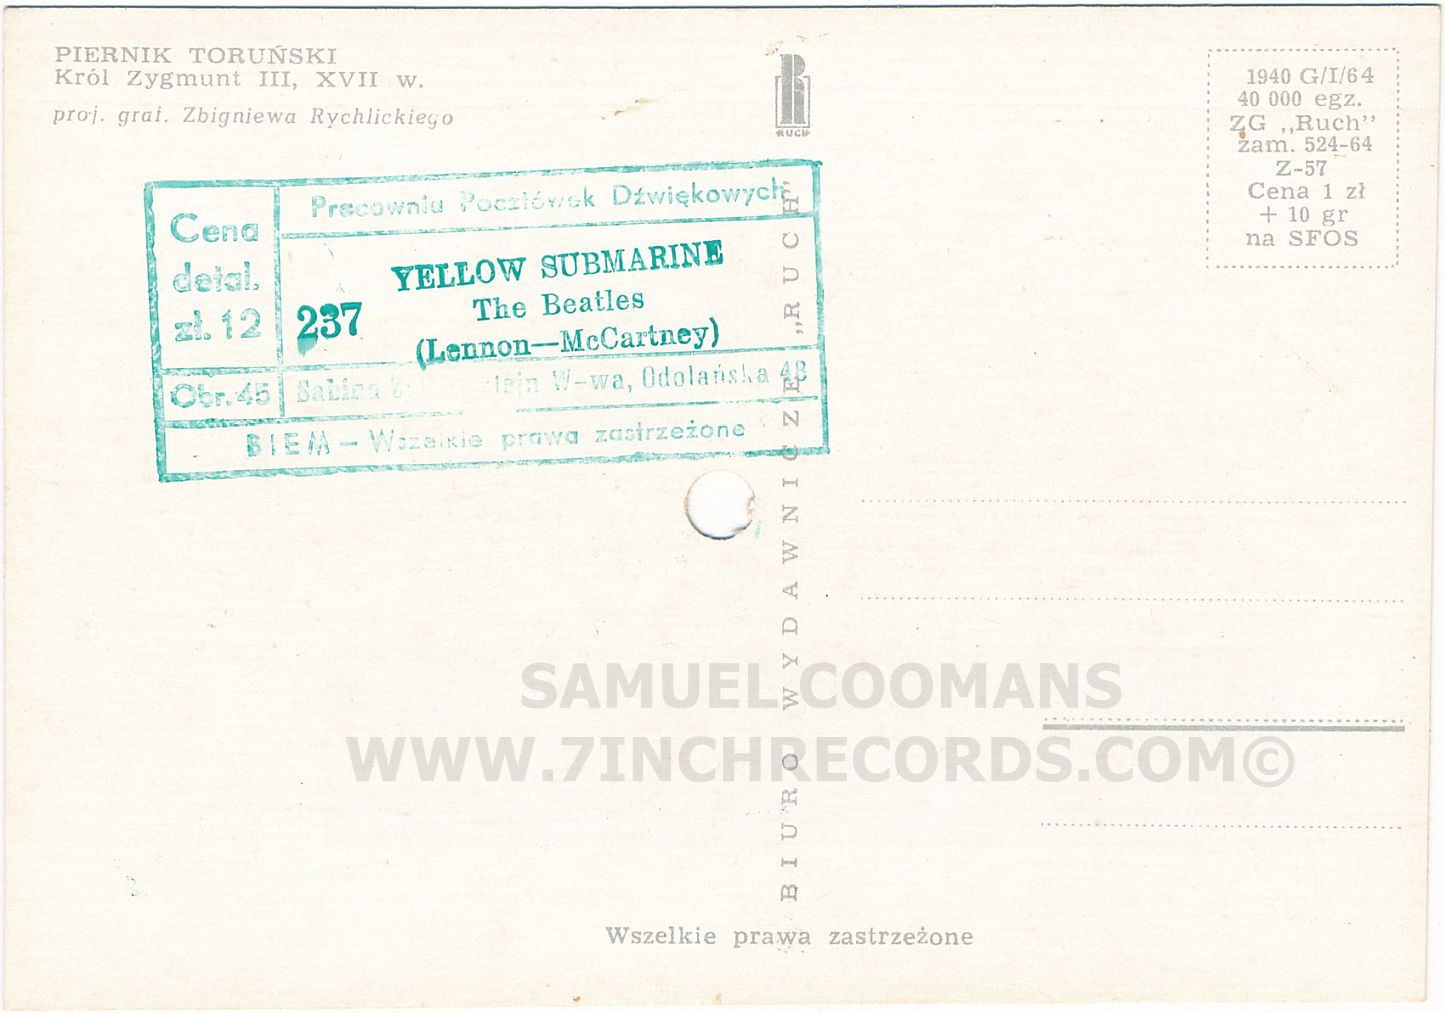 PIERNIK TORUŃSKI
Król Zygmunt III, XVII w.
proj. graf. Zbigniewa Rychlickiego
RUCH
1940 G/I/64
40 000 egz.
ZG „Ruch”
zam. 524-64
Z-57
Cena 1 zł
+ 10 gr
na SFOS
Cena
detal.
zł. 12
Pracownia Pocztówek Dźwiękowych
237
YELLOW SUBMARINE
The Beatles
(Lennon—McCartney)
Obr. 45
Sabina W-wa, Odolańska 48
BIEM – Wszelkie prawa zastrzeżone
BIURO WYDAWNICZE „RUCH”
SAMUEL COOMANS
WWW.7INCHRECORDS.COM©
Wszelkie prawa zastrzeżone